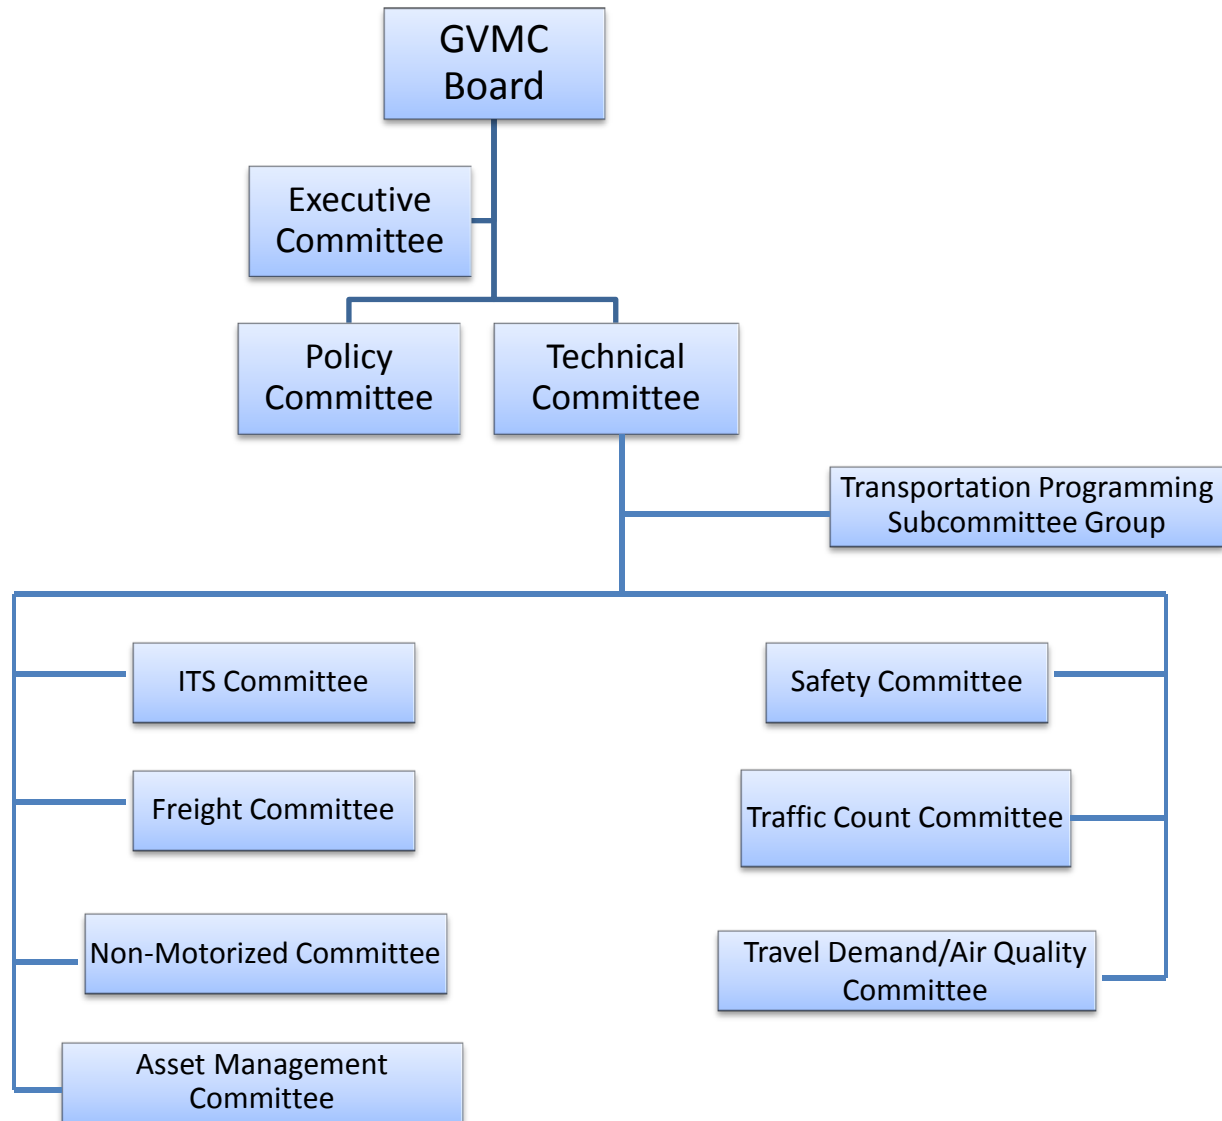 GVMC
Board
Executive
Committee
Policy
Committee
Technical
Committee
Transportation Programming
Subcommittee Group
ITS Committee
Safety Committee
Freight Committee
Traffic Count Committee
Non-Motorized Committee
Travel Demand/Air Quality
Committee
Asset Management
Committee